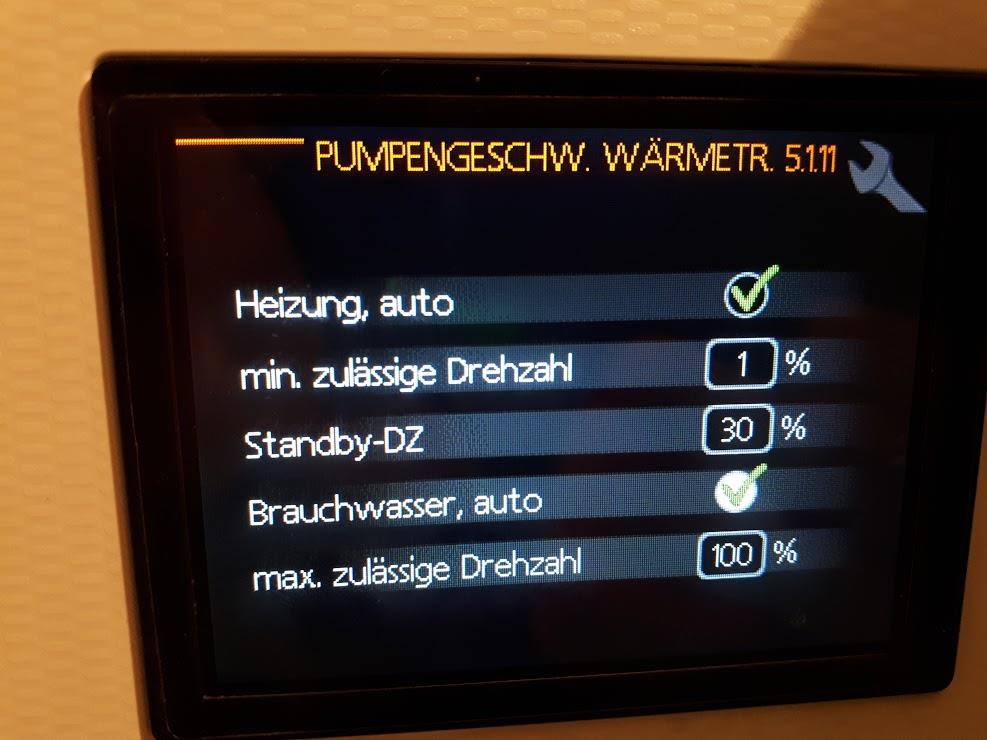 PUMPENGESCHW. WÄRMETR. 5.1.11
Heizung, auto
min. zulässige Drehzahl 1 %
Standby-DZ 30 %
Brauchwasser, auto
max. zulässige Drehzahl 100 %